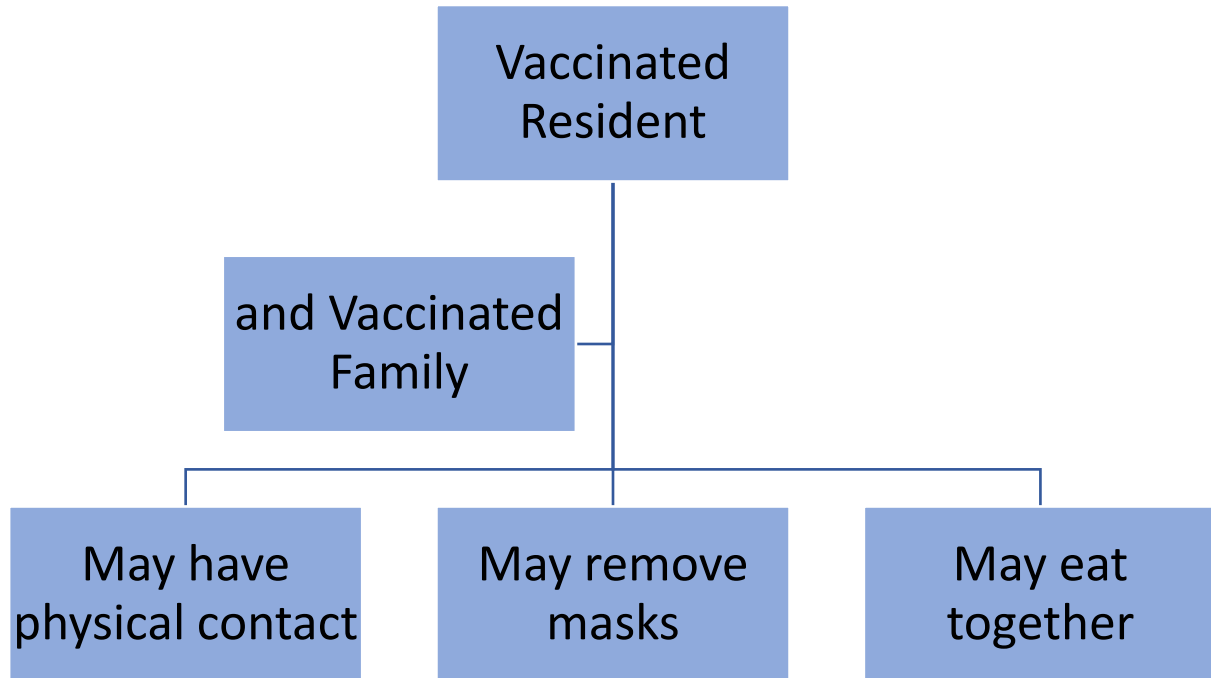 Vaccinated
Resident
and Vaccinated
Family
May have
physical contact
May remove
masks
May eat
together